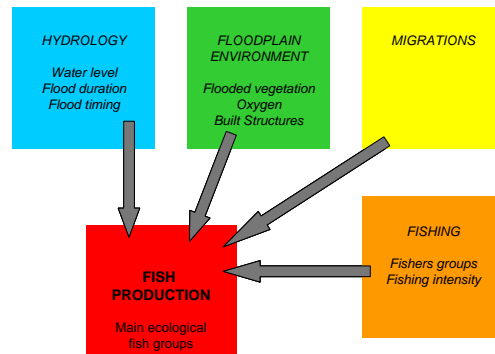 HYDROLOGY
Water level
Flood duration
Flood timing
FLOODPLAIN
ENVIRONMENT
Flooded vegetation
Oxygen
Built Structures
MIGRATIONS
FISHING
Fishers groups
Fishing intensity
FISH
PRODUCTION
Main ecological
fish groups